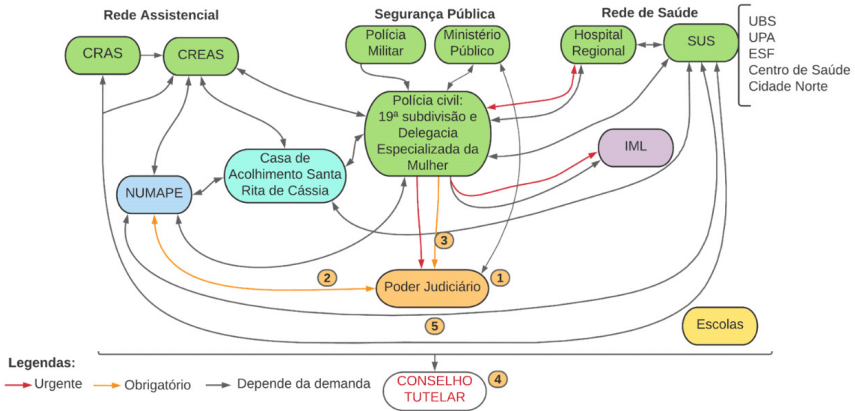 Rede Assistencial
Segurança Pública
Rede de Saúde
CRAS
CREAS
Polícia
Militar
Ministério
Público
Hospital
Regional
SUS
UBS
UPA
ESF
Centro de Saúde
Cidade Norte
Polícia civil:
19ª subdivisão e
Delegacia
Especializada da
Mulher
IML
Casa de
Acolhimento Santa
Rita de Cássia
NUMAPE
3
2
Poder Judiciário
1
5
Escolas
Legendas:
Urgente
Obrigatório
Depende da demanda
CONSELHO
TUTELAR
4